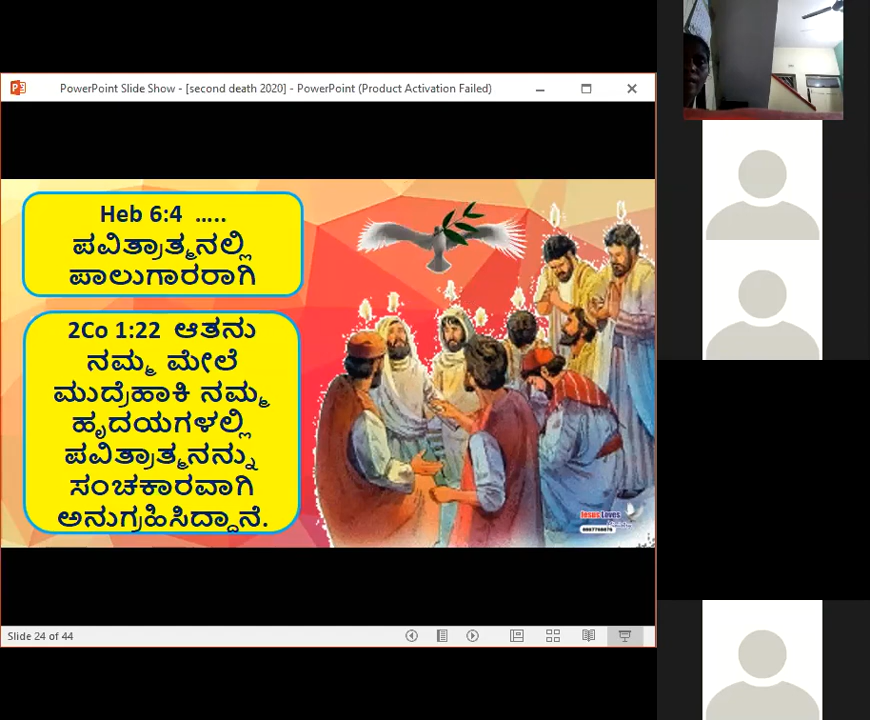 PowerPoint Slide Show - [second death 2020] - PowerPoint (Product Activation Failed)
Heb 6:4 .....
ಪವಿತ್ರಾತ್ಮನಲ್ಲಿ
ಪಾಲುಗಾರರಾಗಿ
2Co 1:22 ಆತನು
ನಮ್ಮ ಮೇಲೆ
ಮುದ್ರೆಹಾಕಿ ನಮ್ಮ
ಹೃದಯಗಳಲ್ಲಿ
ಪವಿತ್ರಾತ್ಮನನ್ನು
ಸಂಚಕಾರವಾಗಿ
ಅನುಗ್ರಹಿಸಿದ್ದಾನೆ.
Jesus Loves
Slide 24 of 44